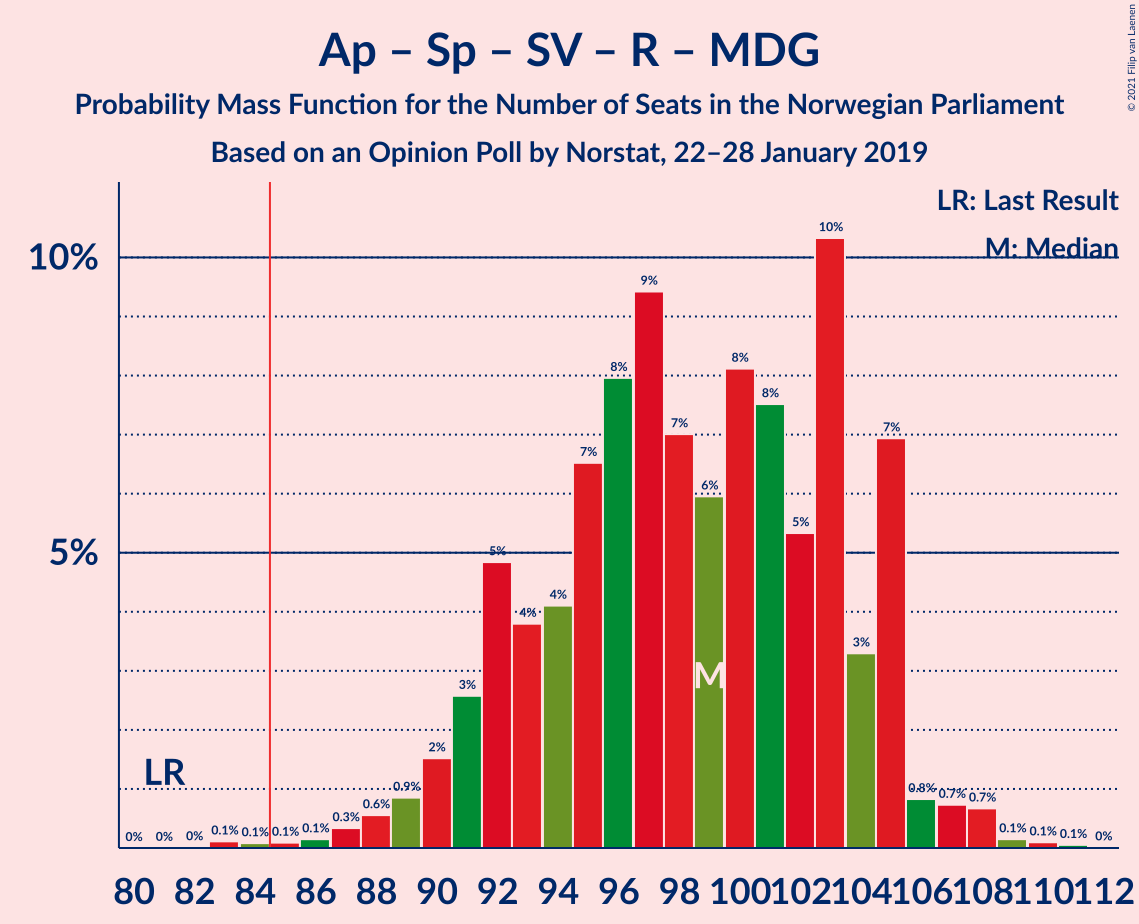 Ap – Sp – SV – R – MDG
Probability Mass Function for the Number of Seats in the Norwegian Parliament
Based on an Opinion Poll by Norstat, 22–28 January 2019
© 2021 Filip van Laenen
LR: Last Result
M: Median
10%
5%
LR
M
0% 0% 0% 0.1% 0.1% 0.1% 0.1% 0.3% 0.6% 0.9% 2% 3% 5% 4% 4% 7% 8% 9% 7% 6% 8% 8% 5% 10% 3% 7% 0.8% 0.7% 0.7% 0.1% 0.1% 0.1% 0%
80 82 84 86 88 90 92 94 96 98 100 102 104 106 108 110 112